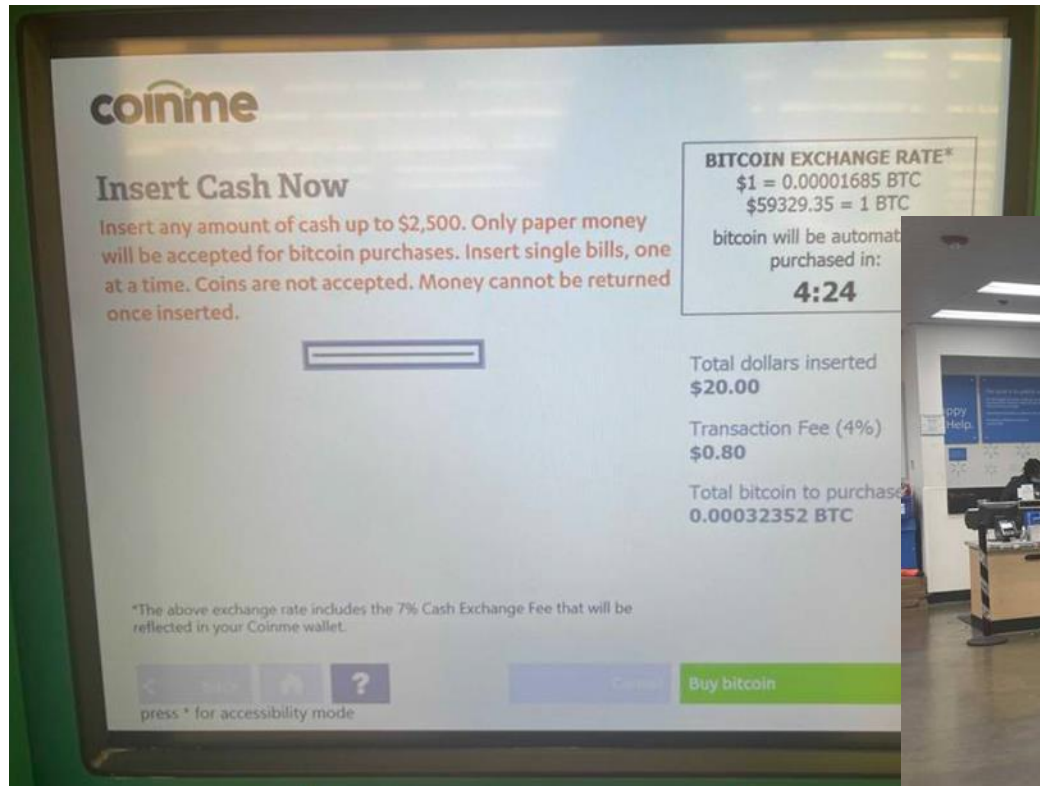 coinme
Insert Cash Now
Insert any amount of cash up to $2,500. Only paper money
will be accepted for bitcoin purchases. Insert single bills, one
at a time. Coins are not accepted. Money cannot be returned
once inserted.
BITCOIN EXCHANGE RATE*
$1 = 0.00001685 BTC
$59329.35 = 1 BTC
bitcoin will be automat
purchased in:
4:24
Total dollars inserted
$20.00
Transaction Fee (4%)
$0.80
Total bitcoin to purchase
0.00032352 BTC
*The above exchange rate includes the 7% Cash Exchange Fee that will be
reflected in your Coinme wallet.
?
Cancel
Buy bitcoin
press * for accessibility mode
ppy
Help.